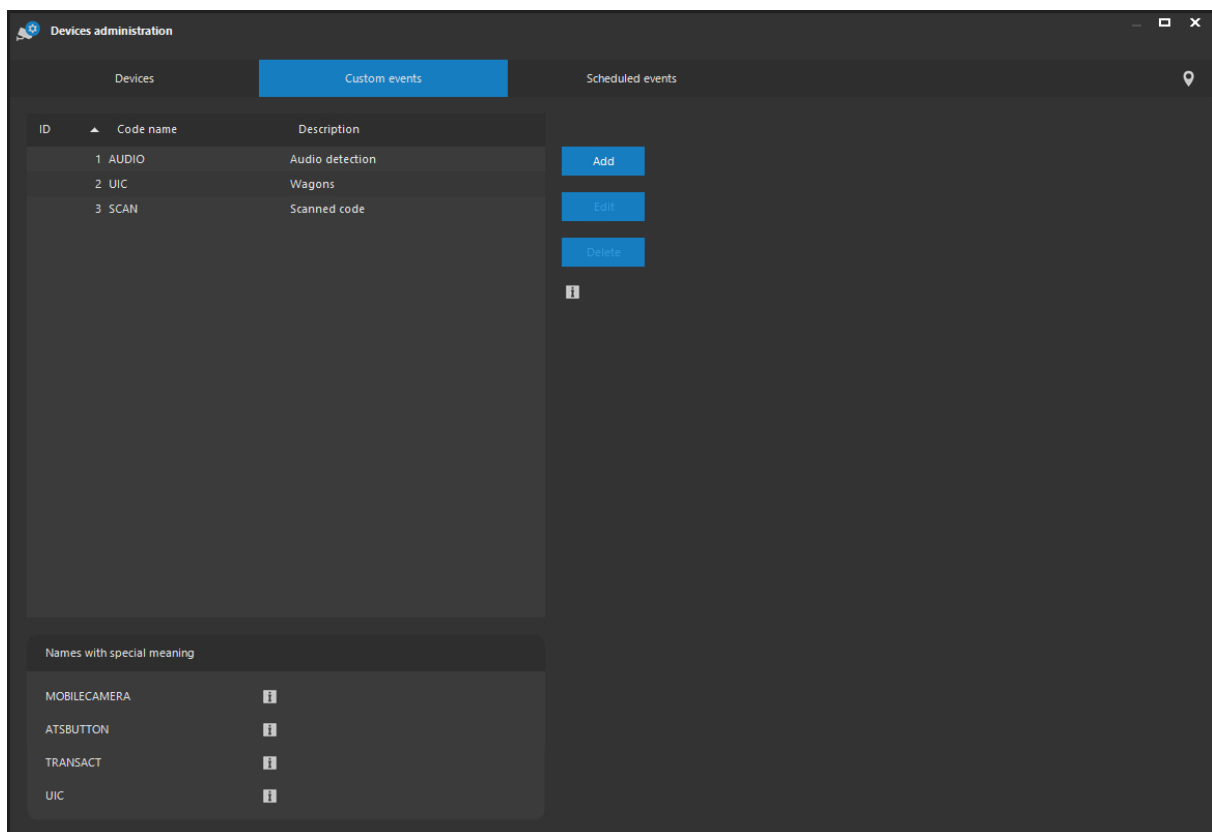 Devices administration
Devices Custom events Scheduled events
ID Code name Description
1 AUDIO Audio detection
2 UIC Wagons
3 SCAN Scanned code
Add
Edit
Delete
Names with special meaning
MOBILECAMERA
ATSBUTTON
TRANSACT
UIC